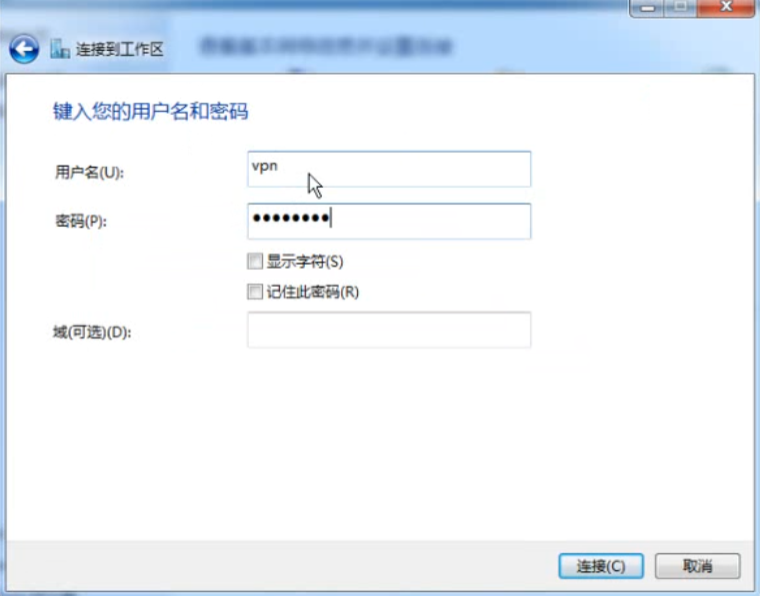 连接到工作区
键入您的用户名和密码
用户名(U): vpn
密码(P): ●●●●●●●●
显示字符(S)
记住此密码(R)
域(可选)(D):
连接(C) 取消